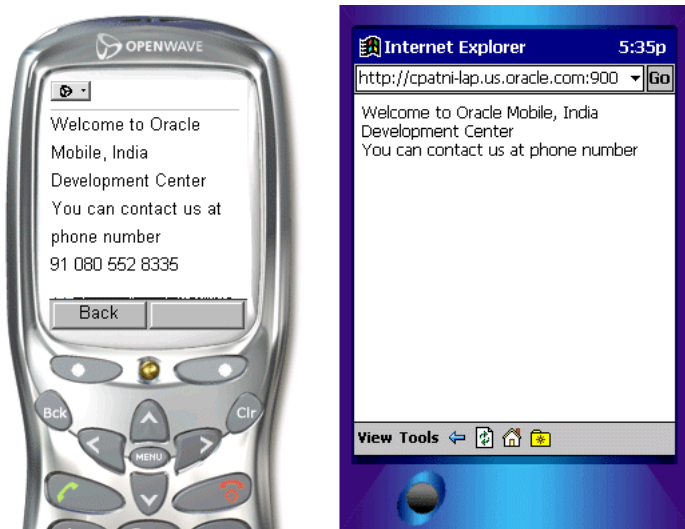 OPENWAVE
Welcome to Oracle
Mobile, India
Development Center
You can contact us at
phone number
91 080 552 8335
Back
Bck
Clr
MENU
Internet Explorer 5:35p
http://cpatni-lap.us.oracle.com:900 Go
Welcome to Oracle Mobile, India
Development Center
You can contact us at phone number
View Tools